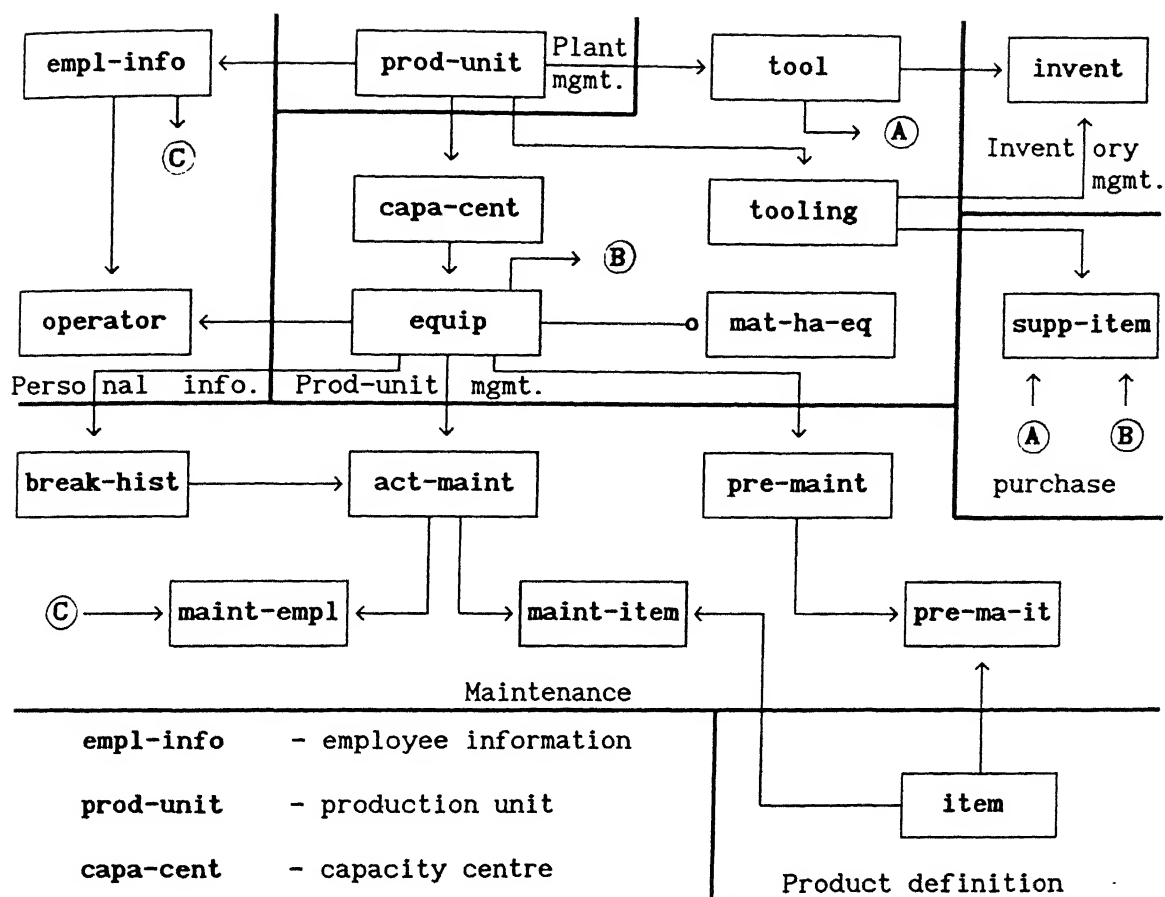 empl-info
prod-unit
Plant
mgmt.
tool
invent
C
A
Invent ory
mgmt.
capa-cent
tooling
B
operator
equip
mat-ha-eq
supp-item
Perso nal info.
Prod-unit mgmt.
A
B
break-hist
act-maint
pre-maint
purchase
C
maint-empl
maint-item
pre-ma-it
Maintenance
empl-info - employee information
prod-unit - production unit
item
capa-cent - capacity centre
Product definition